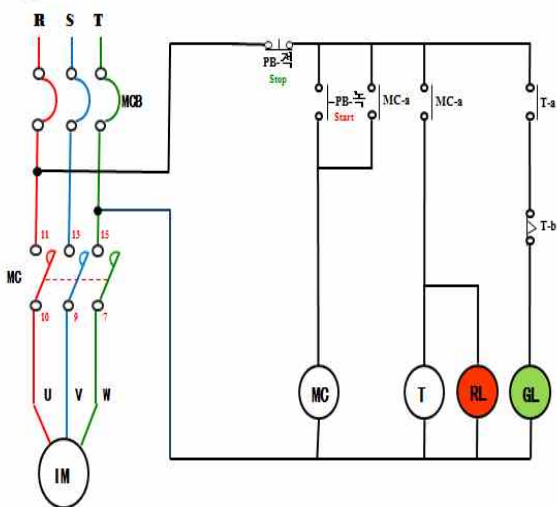 R S T
MCB
PB-적
Stop
PB-녹
Start
MC-a
MC-a
T-a
T-b
11 13 15
MC
10 9 7
U V W
IM
MC
T
RL
GL